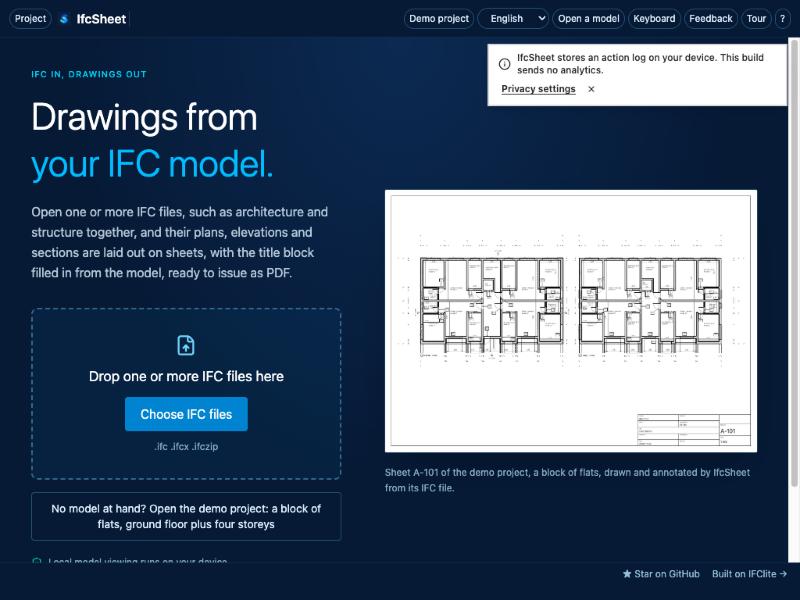 Project
IfcSheet
Demo project
English
Open a model
Keyboard
Feedback
Tour
?
IfcSheet stores an action log on your device. This build
sends no analytics.
Privacy settings ×
IFC IN, DRAWINGS OUT
Drawings from
your IFC model.
Open one or more IFC files, such as architecture and
structure together, and their plans, elevations and
sections are laid out on sheets, with the title block
filled in from the model, ready to issue as PDF.
Drop one or more IFC files here
Choose IFC files
.ifc .ifcx .ifczip
No model at hand? Open the demo project: a block of
flats, ground floor plus four storeys
Local model viewing runs on your device
A-101
Sheet A-101 of the demo project, a block of flats, drawn and annotated by IfcSheet
from its IFC file.
★ Star on GitHub
Built on IFClite →